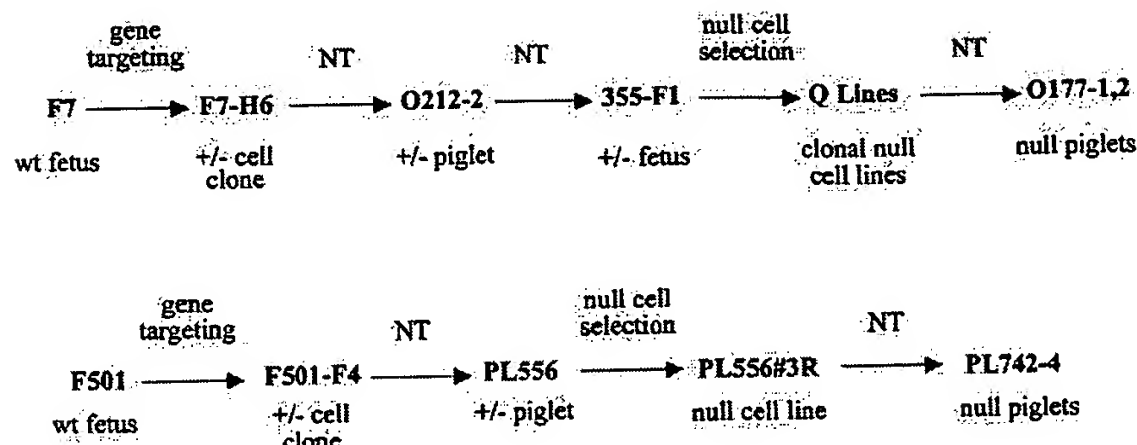 gene
targeting
NT
NT
null cell
selection
NT
F7
F7-H6
O212-2
355-F1
Q Lines
O177-1,2
wt fetus
+/- cell
clone
+/- piglet
+/- fetus
clonal null
cell lines
null piglets
gene
targeting
NT
null cell
selection
NT
F501
F501-F4
PL556
PL556#3R
PL742-4
wt fetus
+/- cell
clone
+/- piglet
null cell line
null piglets